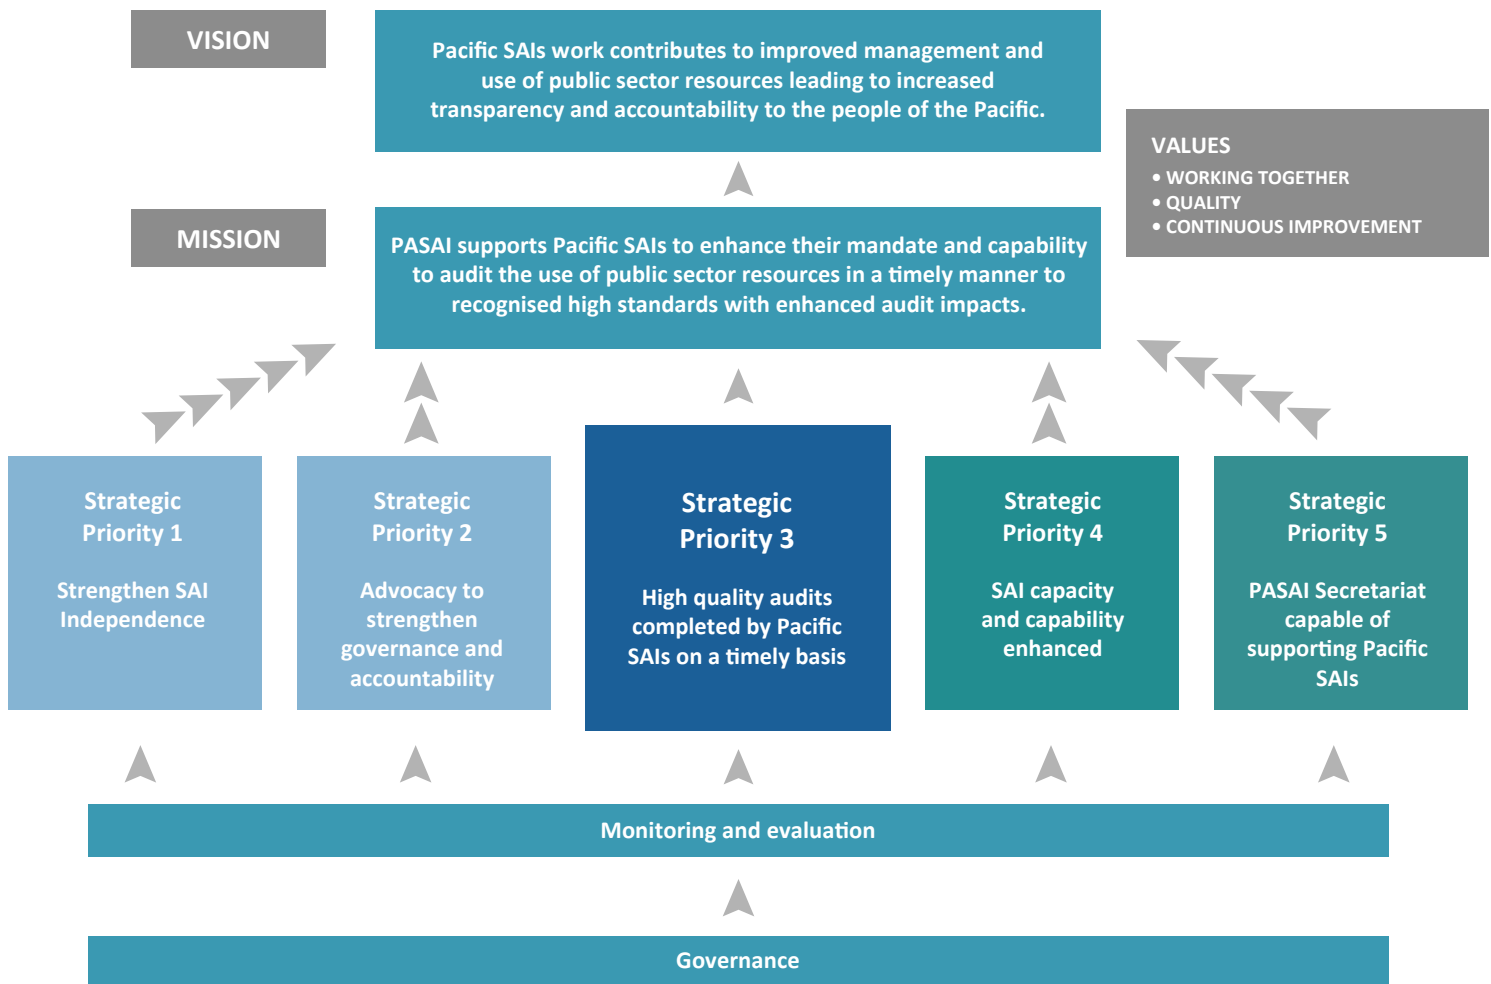 VISION
Pacific SAIs work contributes to improved management and
use of public sector resources leading to increased
transparency and accountability to the people of the Pacific.
VALUES
• WORKING TOGETHER
• QUALITY
• CONTINUOUS IMPROVEMENT
MISSION
PASAI supports Pacific SAIs to enhance their mandate and capability
to audit the use of public sector resources in a timely manner to
recognised high standards with enhanced audit impacts.
Strategic
Priority 1
Strengthen SAI
Independence
Strategic
Priority 2
Advocacy to
strengthen
governance and
accountability
Strategic
Priority 3
High quality audits
completed by Pacific
SAIs on a timely basis
Strategic
Priority 4
SAI capacity
and capability
enhanced
Strategic
Priority 5
PASAI Secretariat
capable of
supporting Pacific
SAIs
Monitoring and evaluation
Governance